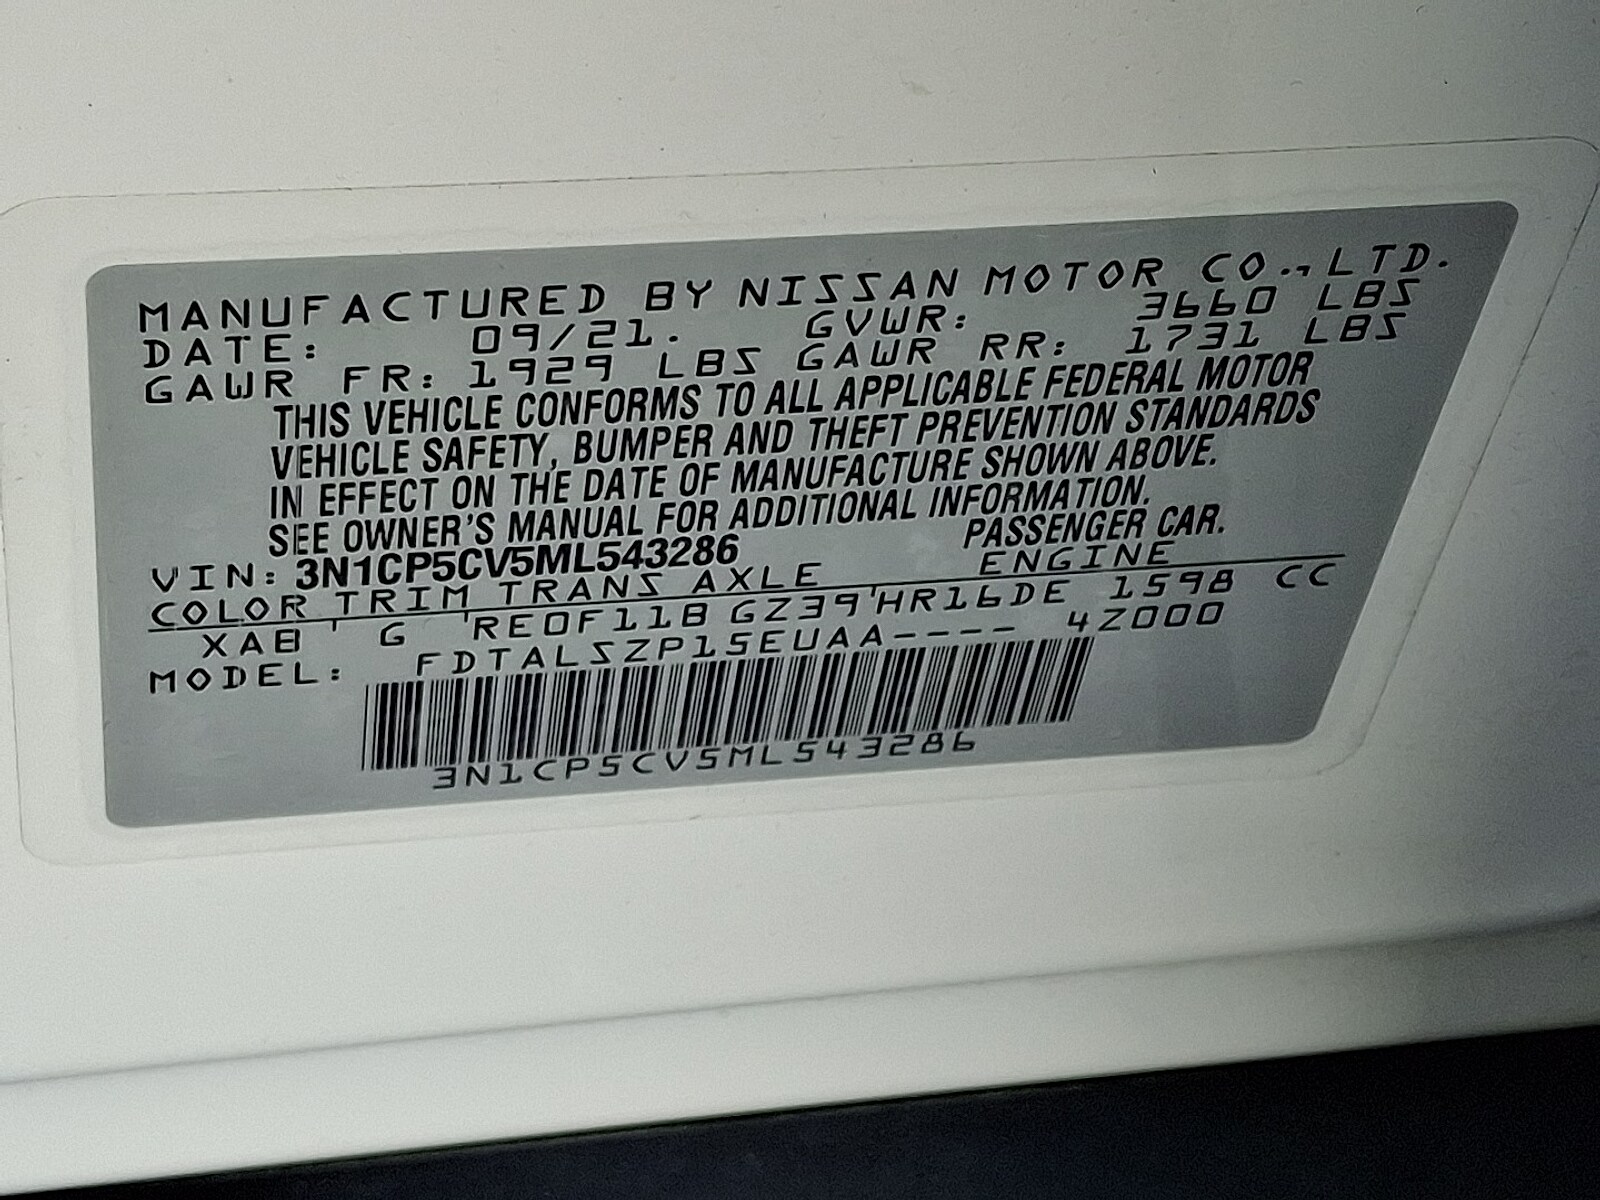 MANUFACTURED BY NISSAN MOTOR CO.,LTD.
DATE: 09/21. GVWR: 3660 LBS
GAWR FR: 1929 LBS GAWR RR: 1731 LBS
THIS VEHICLE CONFORMS TO ALL APPLICABLE FEDERAL MOTOR
VEHICLE SAFETY, BUMPER AND THEFT PREVENTION STANDARDS
IN EFFECT ON THE DATE OF MANUFACTURE SHOWN ABOVE.
SEE OWNER'S MANUAL FOR ADDITIONAL INFORMATION.
VIN: 3N1CP5CV5ML543286 PASSENGER CAR.
COLOR TRIM TRANS AXLE ENGINE
XAB ' G 'RE0F11B GZ39'HR16DE 1598 CC
MODEL: FDTALSZP15EUAA---- 4Z000
3N1CP5CV5ML543286